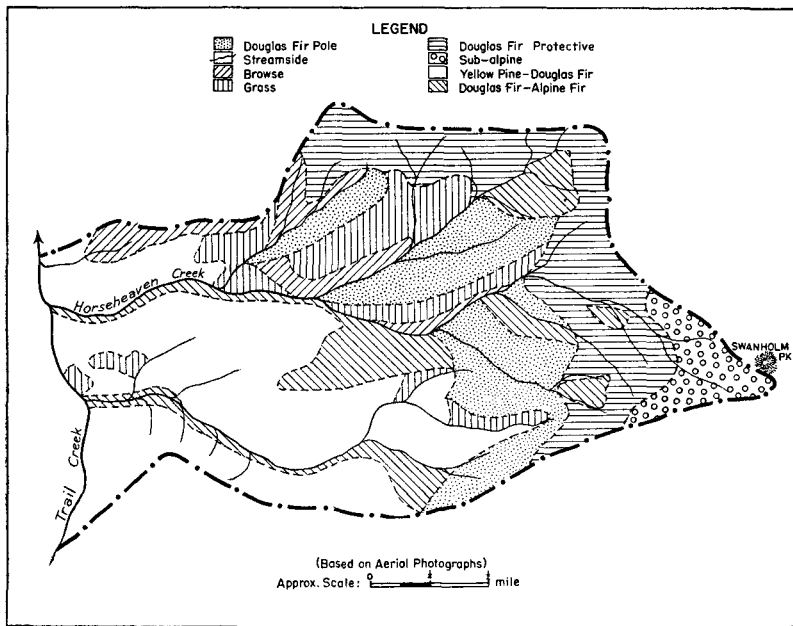 LEGEND
Douglas Fir Pole
Streamside
Browse
Grass
Douglas Fir Protective
Sub-alpine
Yellow Pine-Douglas Fir
Douglas Fir-Alpine Fir
Horseheaven Creek
SWANHOLM
PK.
Trail Creek
(Based on Aerial Photographs)
Approx. Scale: 0 mile